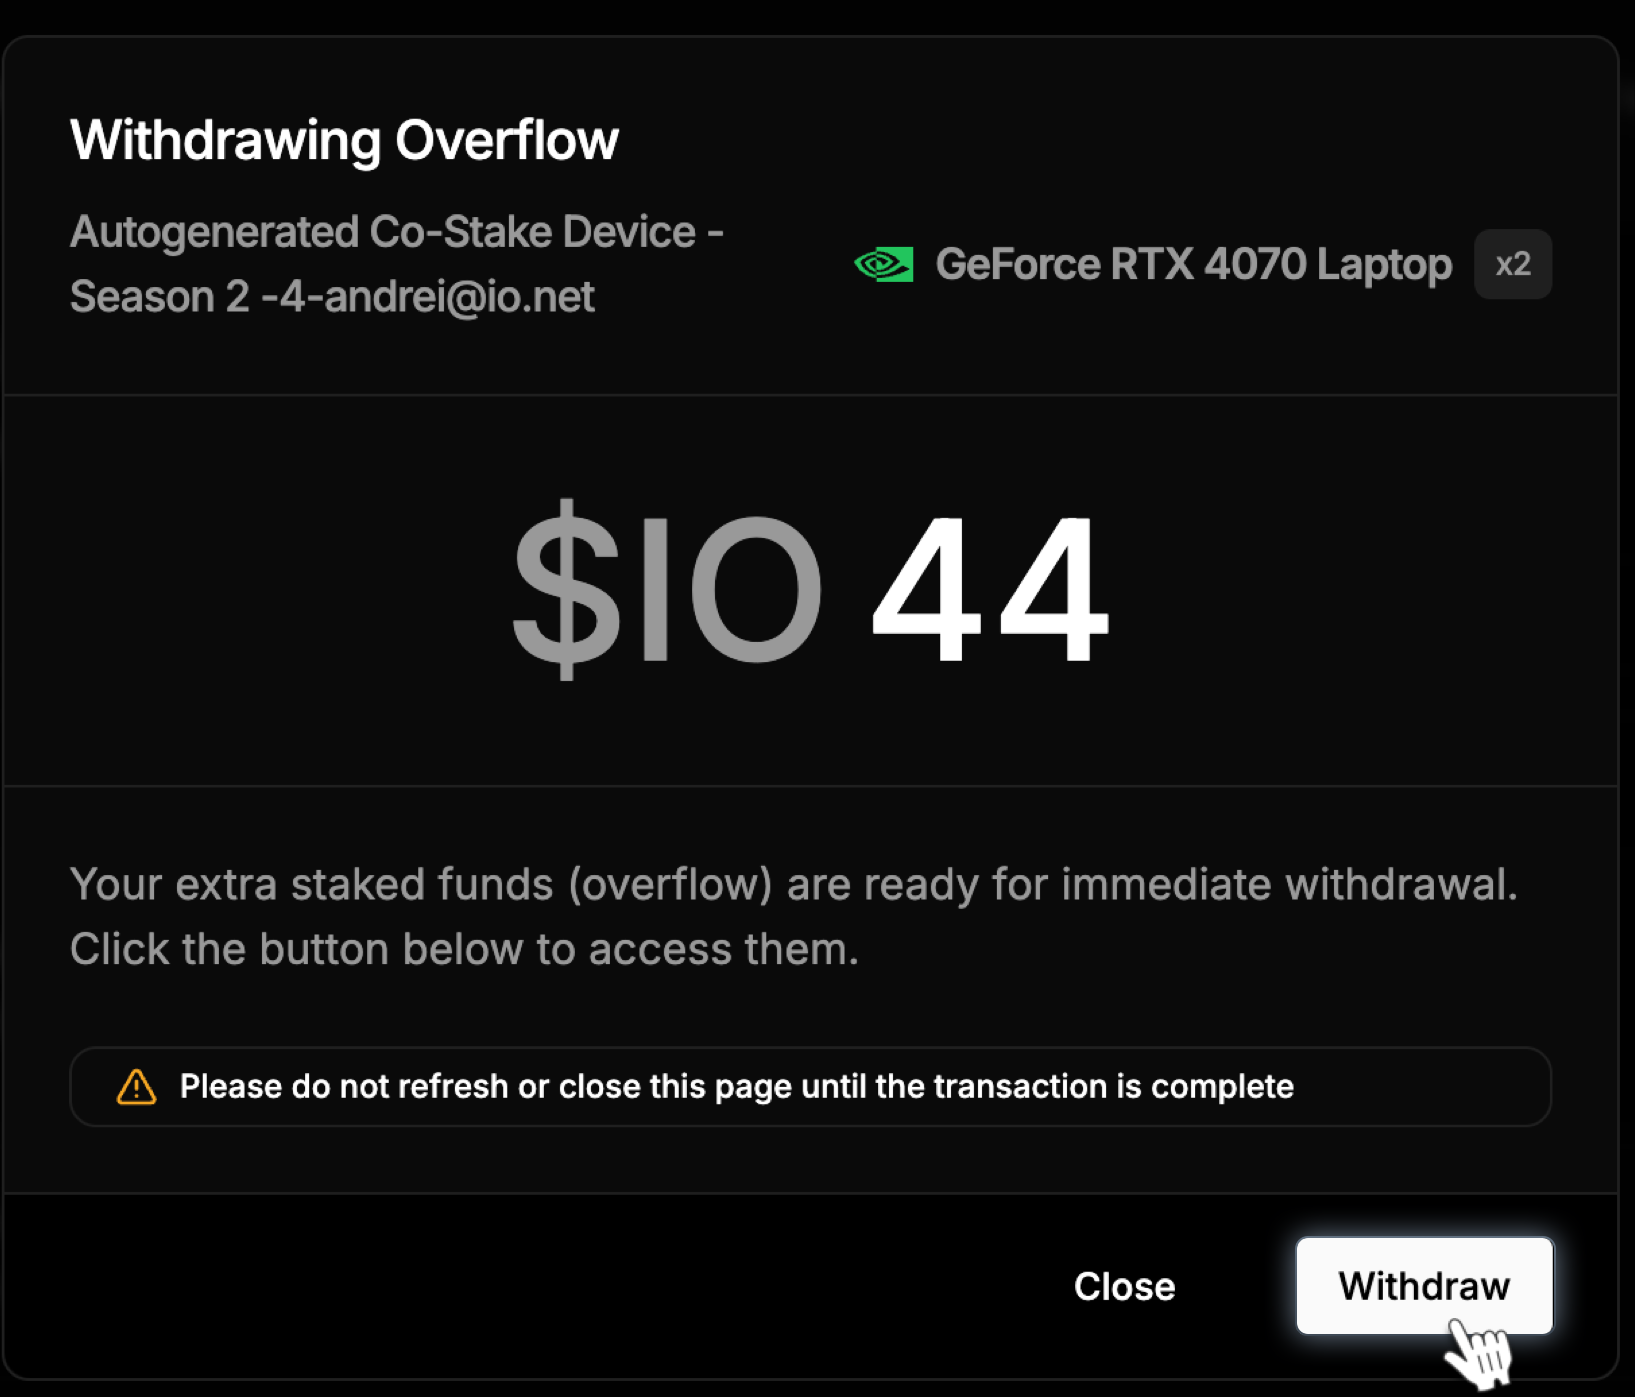 Withdrawing Overflow
Autogenerated Co-Stake Device -
Season 2 -4-andrei@io.net
GeForce RTX 4070 Laptop x2
$IO 44
Your extra staked funds (overflow) are ready for immediate withdrawal.
Click the button below to access them.
Please do not refresh or close this page until the transaction is complete
Close Withdraw